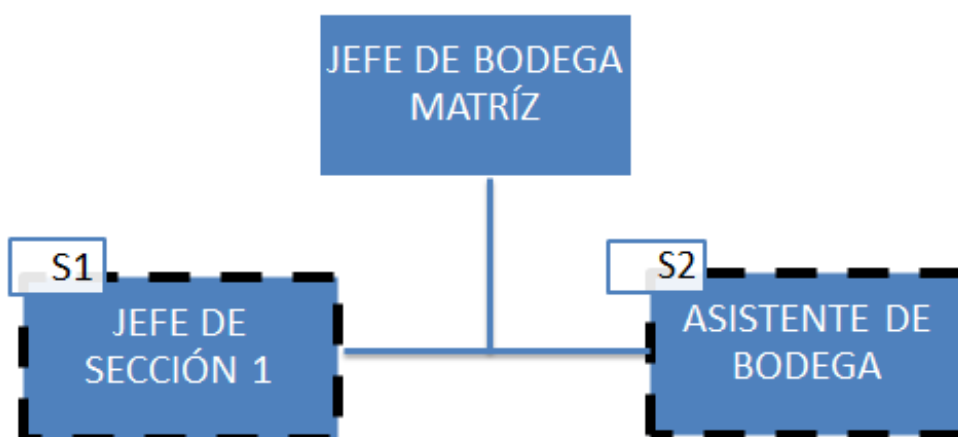 JEFE DE BODEGA
MATRÍZ
S1
JEFE DE
SECCIÓN 1
S2
ASISTENTE DE
BODEGA